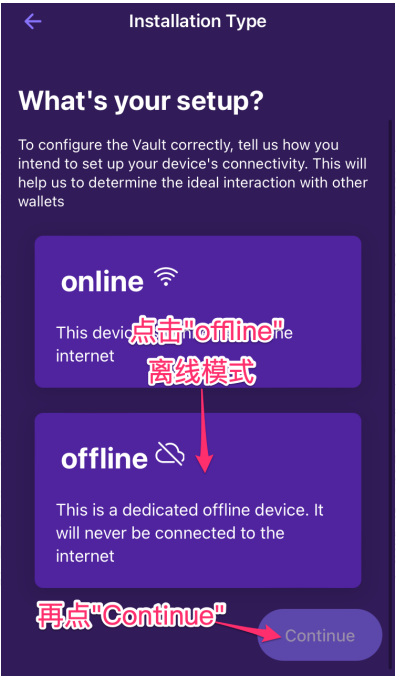 Installation Type
What's your setup?
To configure the Vault correctly, tell us how you
intend to set up your device's connectivity. This will
help us to determine the ideal interaction with other
wallets
online
This
点击"offline"
internet
离线模式
offline
This is a dedicated offline device. It
will never be connected to the
internet
再点"Continue"
Continue